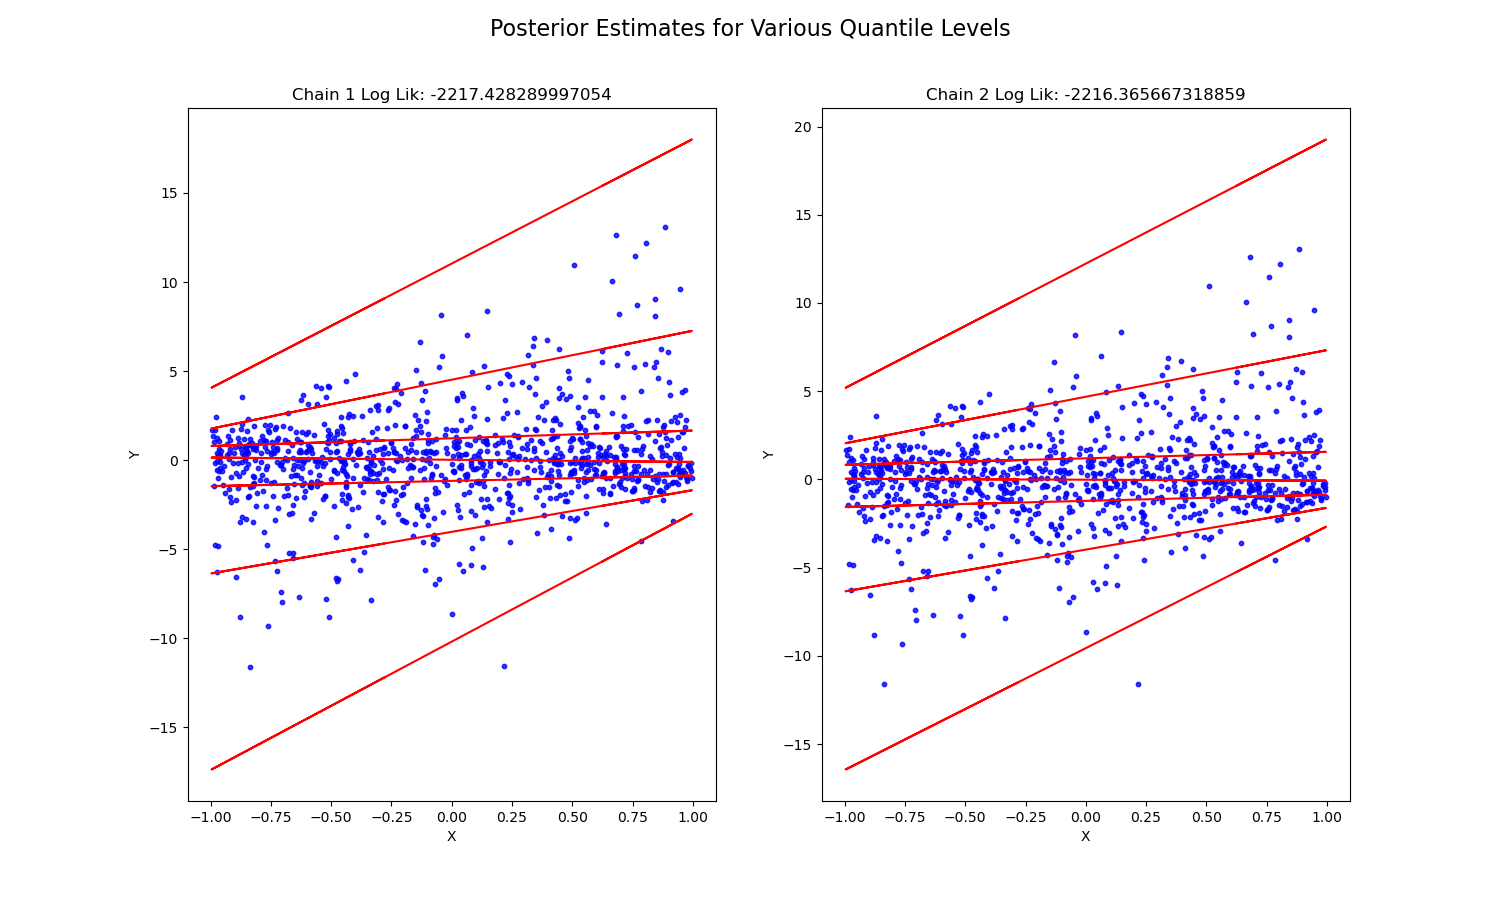 Posterior Estimates for Various Quantile Levels
Chain 1 Log Lik: -2217.428289997054
15
10
5
0
−5
−10
−15
Y
−1.00 −0.75 −0.50 −0.25 0.00 0.25 0.50 0.75 1.00
X
Chain 2 Log Lik: -2216.365667318859
20
15
10
5
0
−5
−10
−15
Y
−1.00 −0.75 −0.50 −0.25 0.00 0.25 0.50 0.75 1.00
X